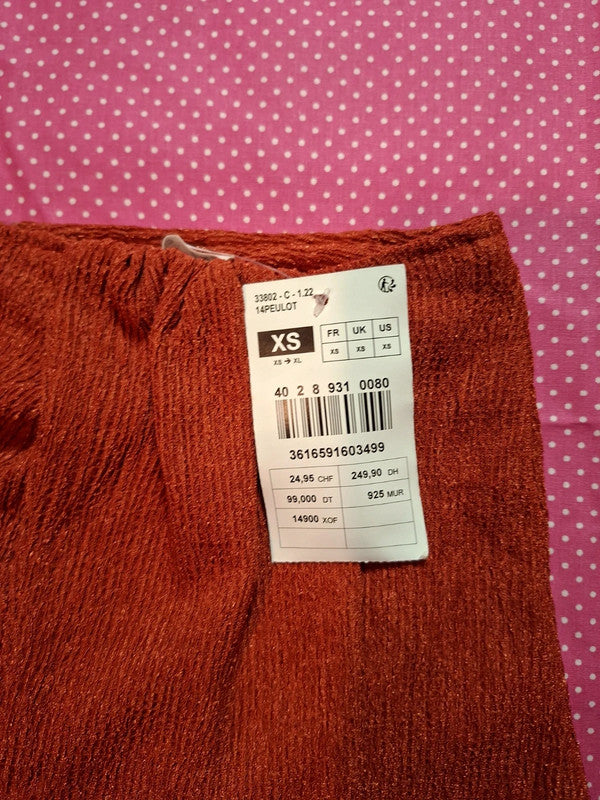 33802 - C - 1.22
14PEULOT
XS
XS → XL
FR UK US
XS XS XS
40 2 8 931 0080
3616591603499
24,95 CHF 249,90 DH
99,000 DT 925 MUR
14900 XOF